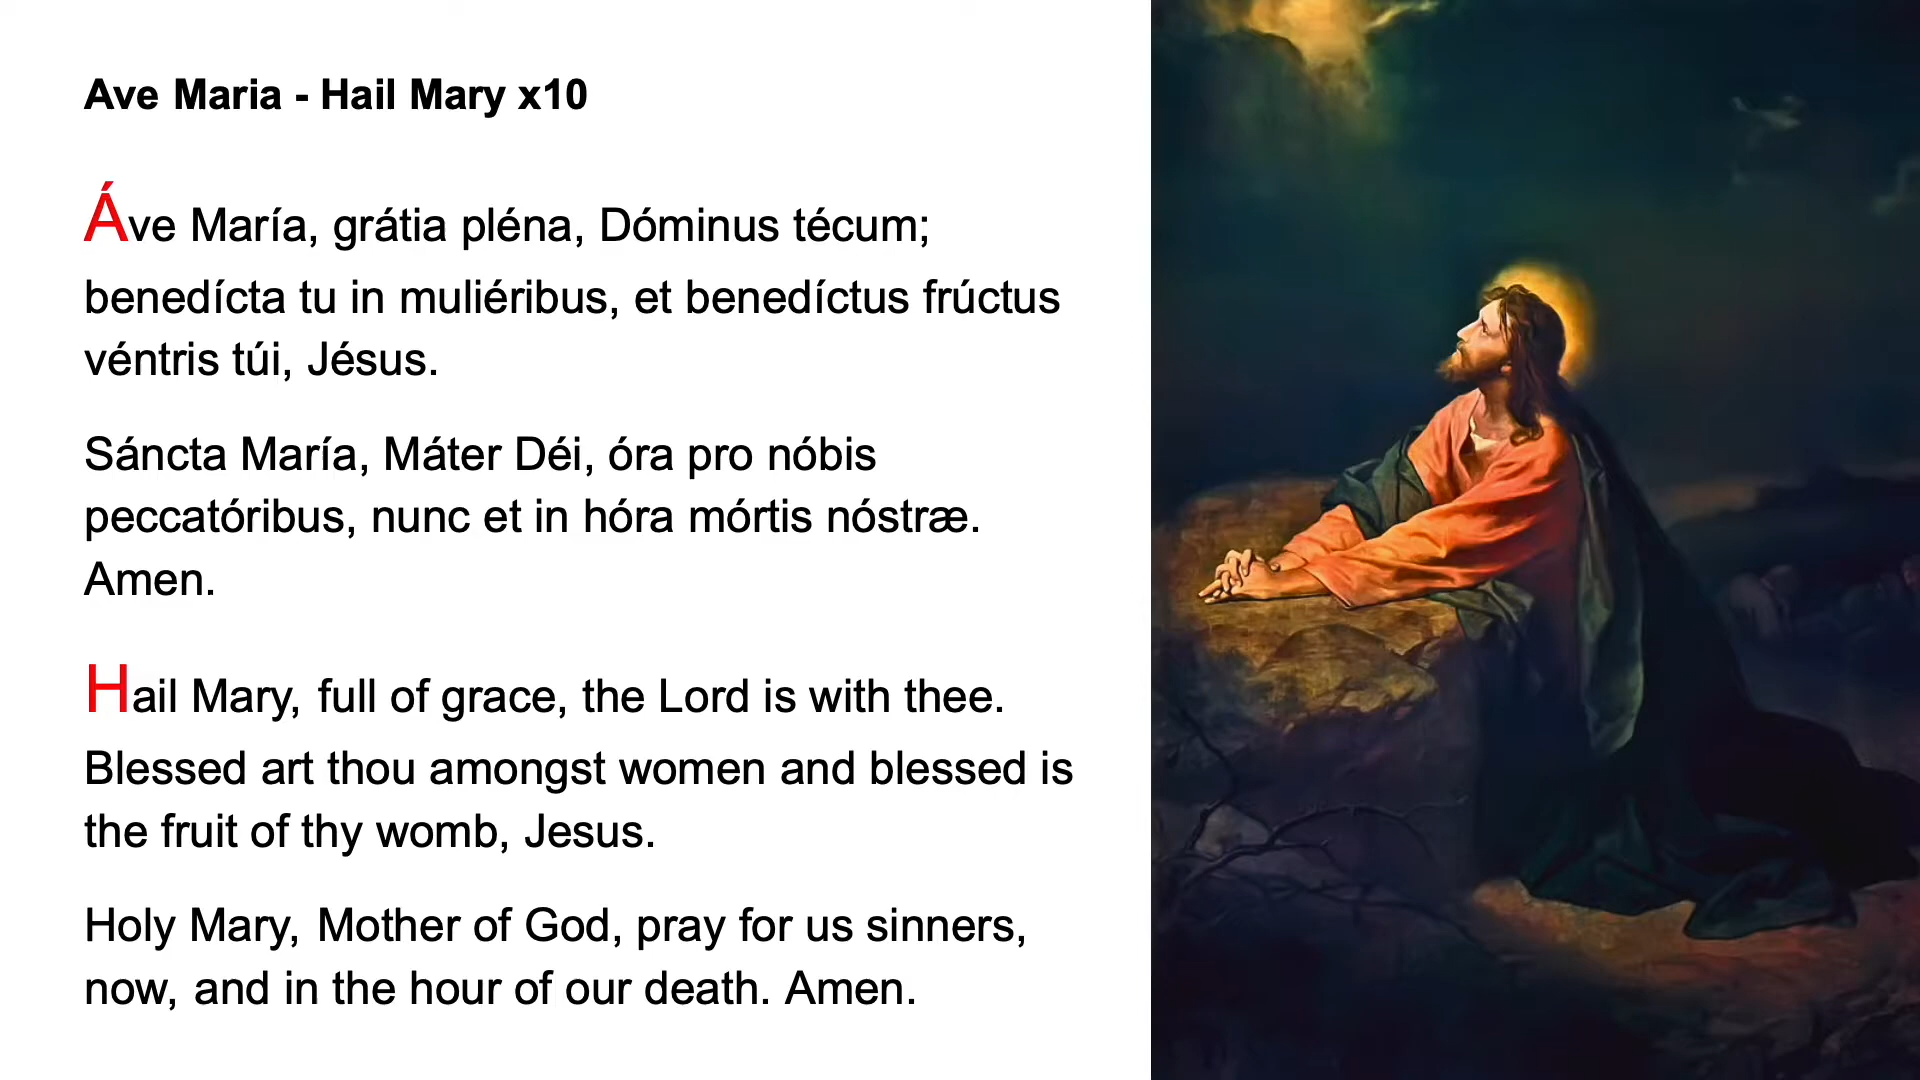 Ave Maria - Hail Mary x10
Áve María, grátia pléna, Dóminus técum;
benedícta tu in muliéribus, et benedíctus frúctus
véntris túi, Jésus.
Sáncta María, Máter Déi, óra pro nóbis
peccatóribus, nunc et in hóra mórtis nóstræ.
Amen.
Hail Mary, full of grace, the Lord is with thee.
Blessed art thou amongst women and blessed is
the fruit of thy womb, Jesus.
Holy Mary, Mother of God, pray for us sinners,
now, and in the hour of our death. Amen.